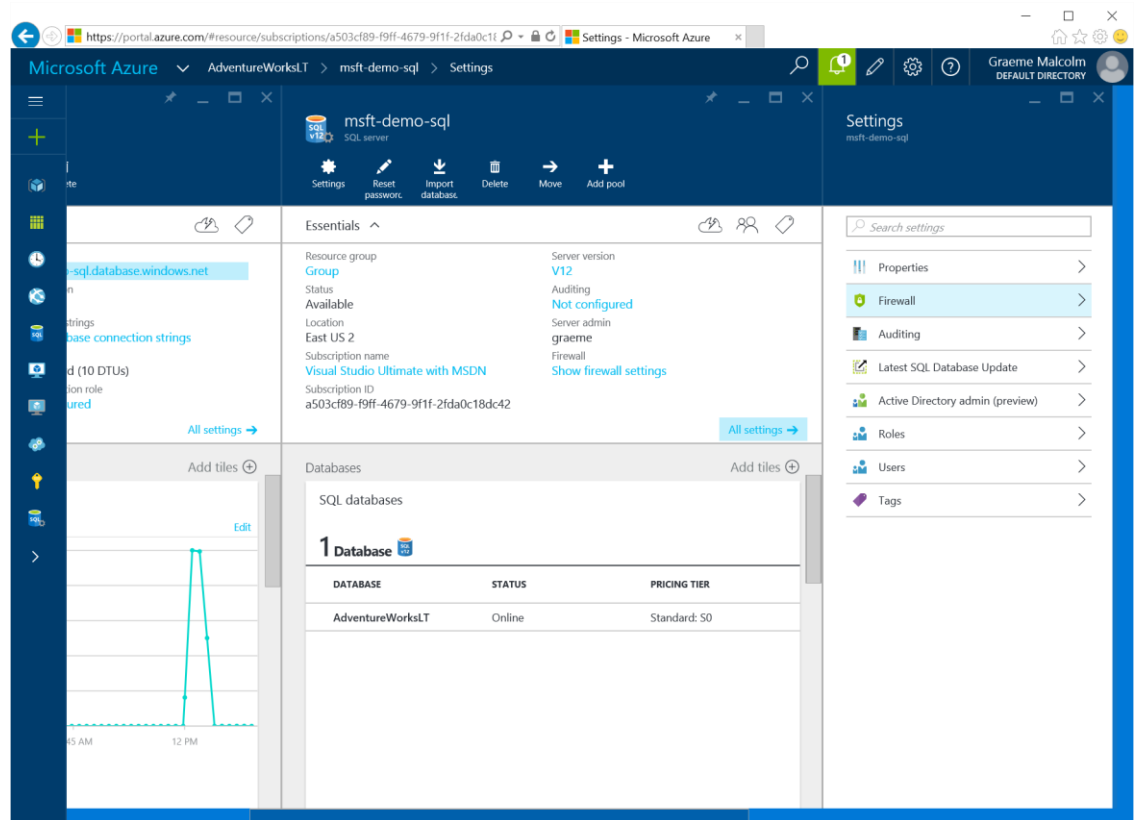 https://portal.azure.com/#resource/subscriptions/a503cf89-f9ff-4679-9f1f-2fda0c18
Settings - Microsoft Azure
Microsoft Azure AdventureWorksLT > msft-demo-sql > Settings
1
Graeme Malcolm
DEFAULT DIRECTORY
ete
-sql.database.windows.net
n
strings
base connection strings
d (10 DTUs)
ion role
ured
All settings →
Add tiles
Edit
45 AM
12 PM
SQL
V12
msft-demo-sql
SQL server
Settings
Reset password
Import database
Delete
Move
Add pool
Essentials
Resource group
Group
Status
Available
Location
East US 2
Subscription name
Visual Studio Ultimate with MSDN
Subscription ID
a503cf89-f9ff-4679-9f1f-2fda0c18dc42
Server version
V12
Auditing
Not configured
Server admin
graeme
Firewall
Show firewall settings
All settings →
Databases
Add tiles
SQL databases
1 Database
DATABASE STATUS PRICING TIER
AdventureWorksLT Online Standard: S0
Settings
msft-demo-sql
Search settings
Properties
Firewall
Auditing
Latest SQL Database Update
Active Directory admin (preview)
Roles
Users
Tags